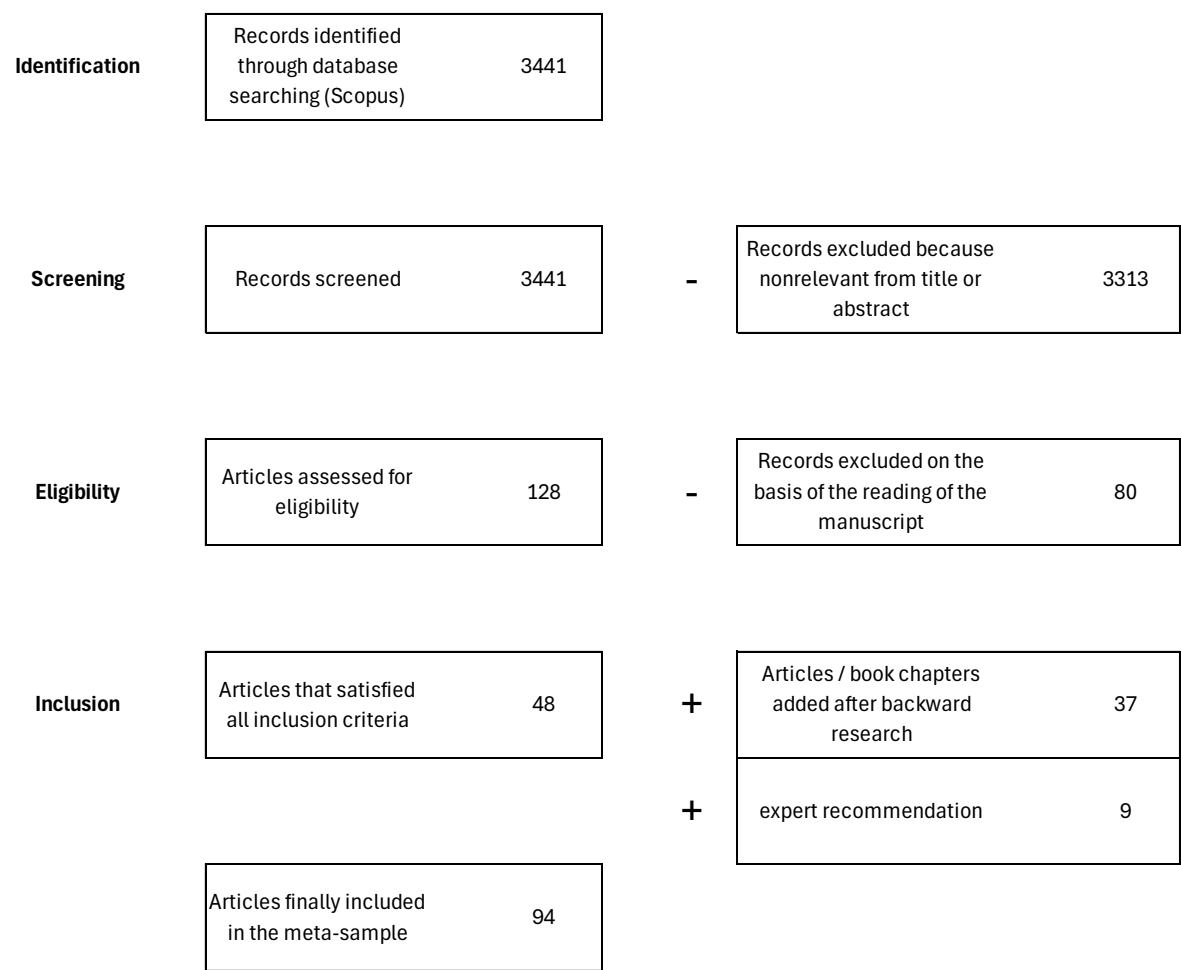 Identification
Records identified
through database
searching (Scopus)
3441
Screening
Records screened
3441
-
Records excluded because
nonrelevant from title or
abstract
3313
Eligibility
Articles assessed for
eligibility
128
-
Records excluded on the
basis of the reading of the
manuscript
80
Inclusion
Articles that satisfied
all inclusion criteria
48
+
Articles / book chapters
added after backward
research
37
+
expert recommendation
9
Articles finally included
in the meta-sample
94